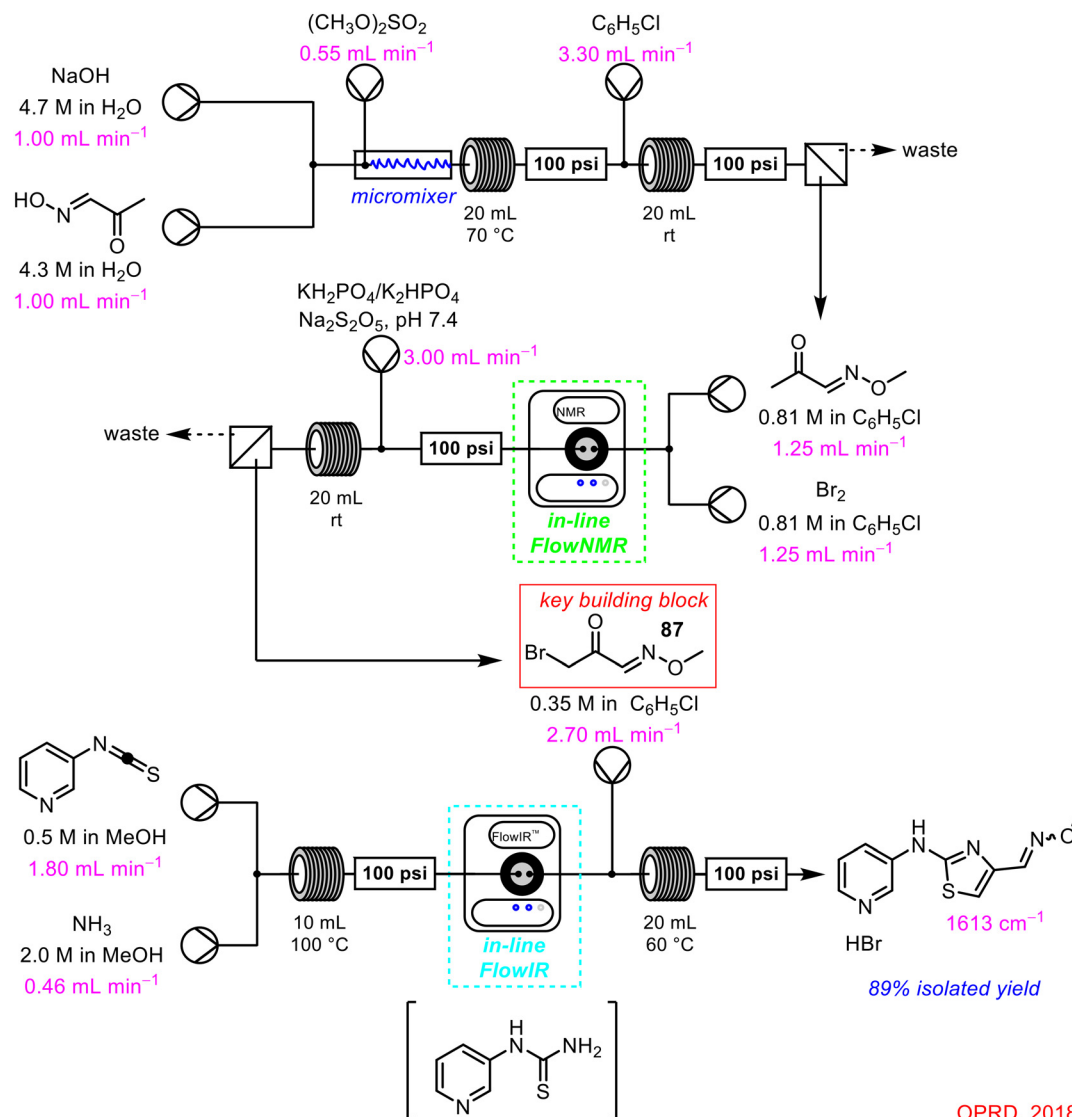 (CH3O)2SO2
0.55 mL min−1
C6H5Cl
3.30 mL min−1
NaOH
4.7 M in H2O
1.00 mL min−1
100 psi
100 psi
waste
micromixer
20 mL
70 °C
20 mL
rt
HO
N
O
4.3 M in H2O
1.00 mL min−1
KH2PO4/K2HPO4
Na2S2O5, pH 7.4
3.00 mL min−1
O
N
O
0.81 M in C6H5Cl
1.25 mL min−1
NMR
waste
100 psi
20 mL
rt
in-line
FlowNMR
Br2
0.81 M in C6H5Cl
1.25 mL min−1
key building block
87
O
Br
N
O
0.35 M in C6H5Cl
2.70 mL min−1
N
S
N
0.5 M in MeOH
1.80 mL min−1
FlowIR™
100 psi
100 psi
10 mL
100 °C
20 mL
60 °C
NH3
2.0 M in MeOH
0.46 mL min−1
in-line
FlowIR
H
N
N
N
O
S
N
1613 cm−1
HBr
89% isolated yield
H
N
NH2
S
N
OPRD, 2018